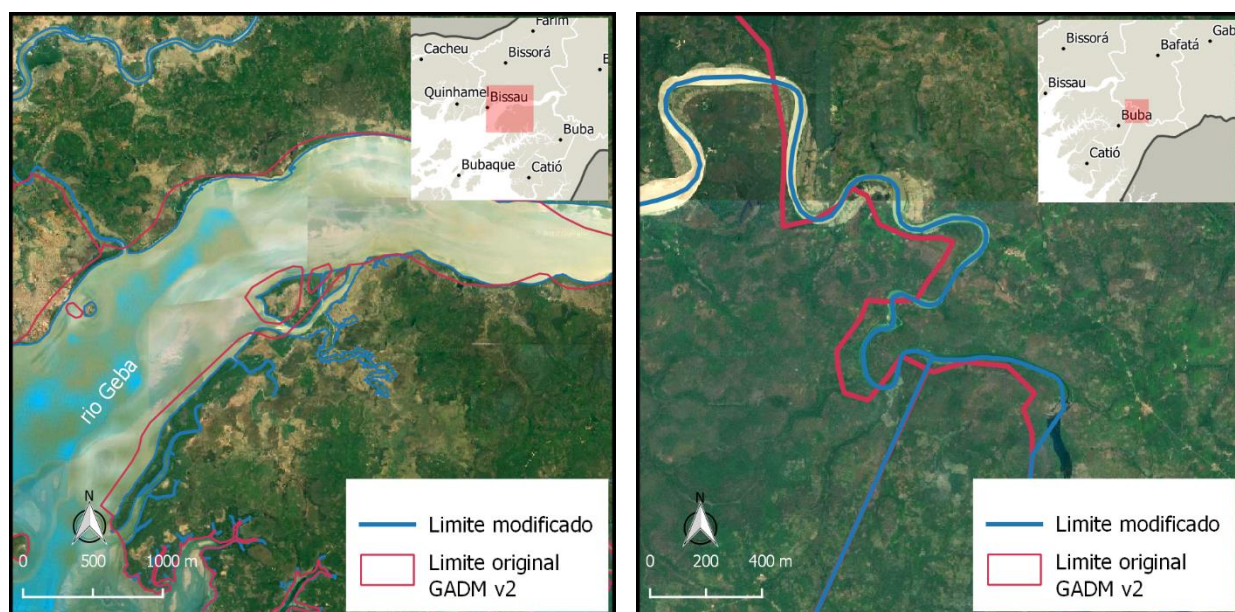 Farim
Cacheu
Bissorá
Quinhamel
Bissau
Buba
Bubaque
Catió
rio Geba
N
0 500 1000 m
Limite modificado
Limite original
GADM v2
Bissorá
Bafatá
Gab
Bissau
Buba
Catió
N
0 200 400 m
Limite modificado
Limite original
GADM v2